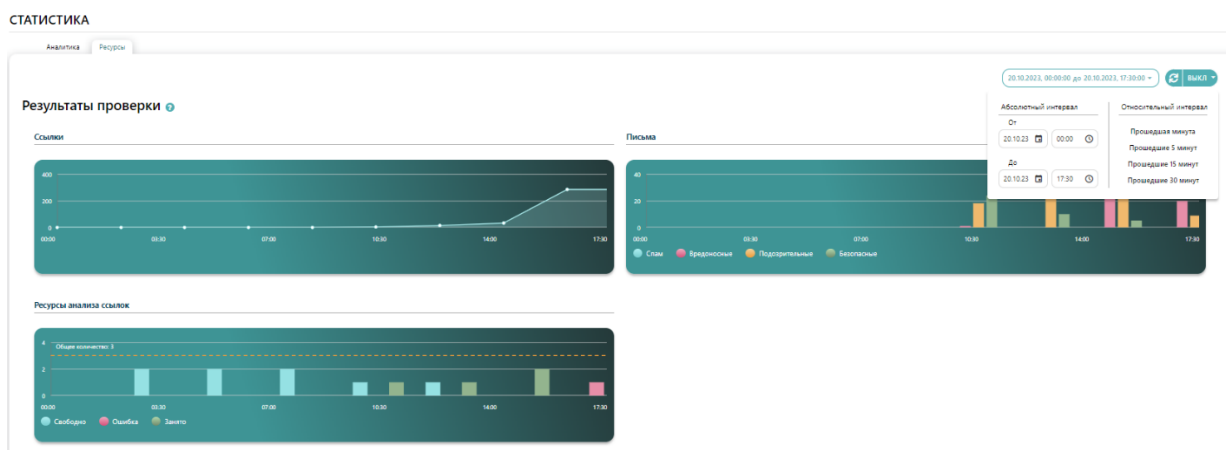 СТАТИСТИКА
Аналитика Ресурсы
20.10.2023, 00:00:00 до 20.10.2023, 17:30:00
ВЫКЛ
Результаты проверки ?
Абсолютный интервал
От
20.10.23 00:00
До
20.10.23 17:30
Относительный интервал
Прошедшая минута
Прошедшие 5 минут
Прошедшие 15 минут
Прошедшие 30 минут
Ссылки
400
200
0
00:00 03:30 07:00 10:30 14:00 17:30
Письма
40
20
0
00:00 03:30 07:00 10:30 14:00 17:30
Спам Вредоносные Подозрительные Безопасные
Ресурсы анализа ссылок
4
Общее количество: 3
2
0
00:00 03:30 07:00 10:30 14:00 17:30
Свободно Ошибка Занято